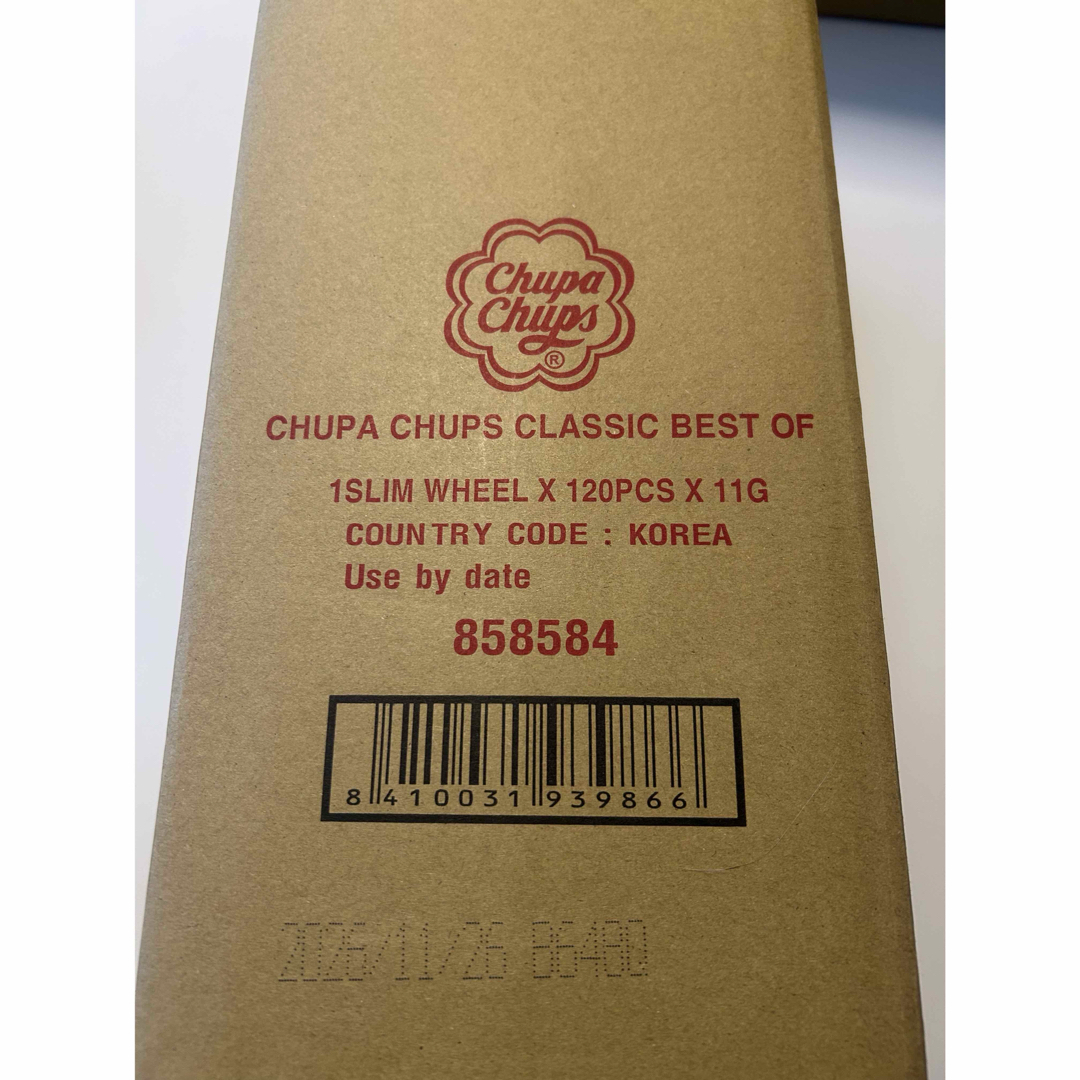 Chupa
Chups
®
CHUPA CHUPS CLASSIC BEST OF
1SLIM WHEEL X 120PCS X 11G
COUNTRY CODE : KOREA
Use by date
858584
8 410031 939866